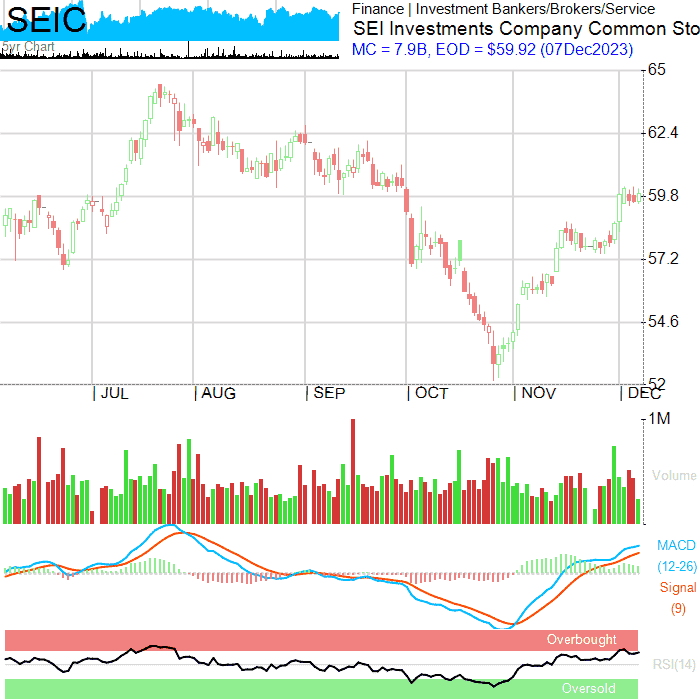 SEIC
5yr Chart
Finance | Investment Bankers/Brokers/Service
SEI Investments Company Common Sto
MC = 7.9B, EOD = $59.92 (07Dec2023)
65
62.4
59.8
57.2
54.6
52
| JUL | AUG | SEP | OCT | NOV | DEC
1M
Volume
MACD
(12-26)
Signal
(9)
Overbought
RSI(14)
Oversold